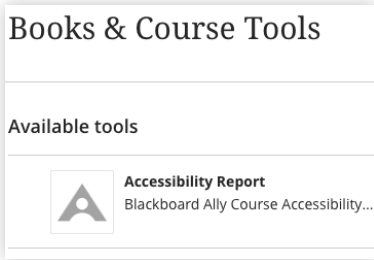 Books & Course Tools
Available tools
Accessibility Report
Blackboard Ally Course Accessibility...